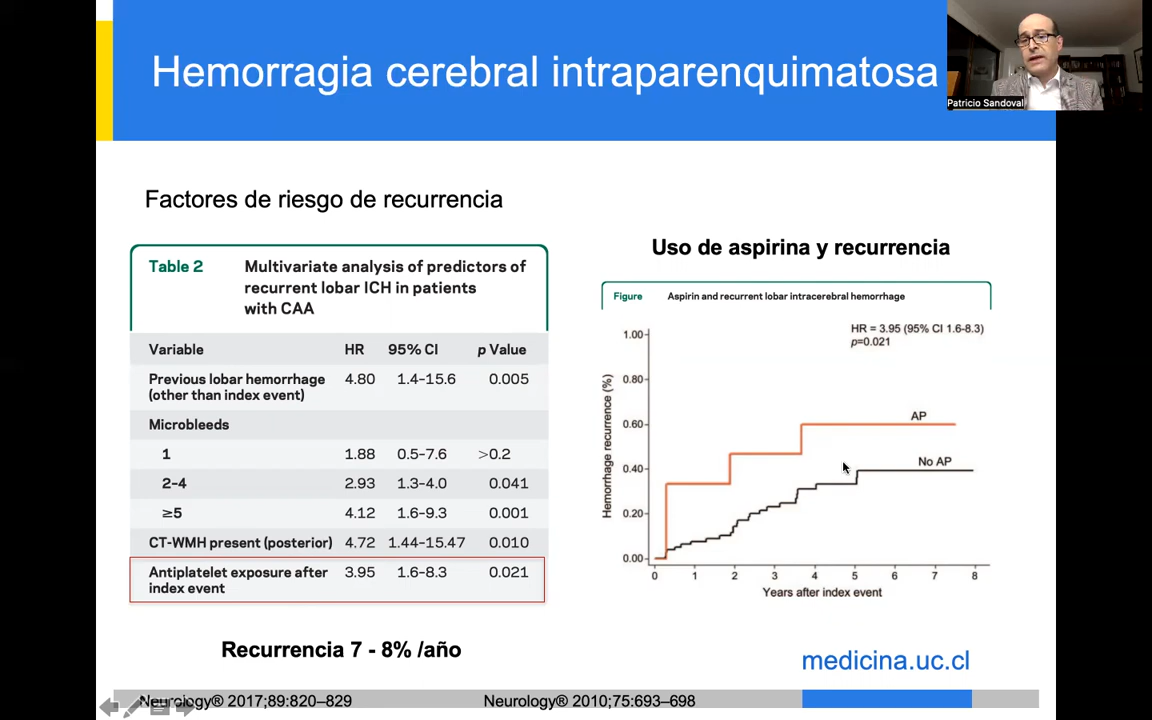 Hemorragia cerebral intraparenquimatosa
Patricio Sandoval
Factores de riesgo de recurrencia
Table 2 Multivariate analysis of predictors of
recurrent lobar ICH in patients
with CAA
Variable HR 95% CI p Value
Previous lobar hemorrhage 4.80 1.4–15.6 0.005
(other than index event)
Microbleeds
1 1.88 0.5–7.6 >0.2
2–4 2.93 1.3–4.0 0.041
≥5 4.12 1.6–9.3 0.001
CT-WMH present (posterior) 4.72 1.44–15.47 0.010
Antiplatelet exposure after 3.95 1.6–8.3 0.021
index event
Recurrencia 7 - 8% /año
Uso de aspirina y recurrencia
Figure Aspirin and recurrent lobar intracerebral hemorrhage
HR = 3.95 (95% CI 1.6-8.3)
p=0.021
Hemorrhage recurrence (%)
1.00
0.80
0.60
0.40
0.20
0.00
AP
No AP
0 1 2 3 4 5 6 7 8
Years after index event
medicina.uc.cl
Neurology® 2017;89:820–829
Neurology® 2010;75:693–698